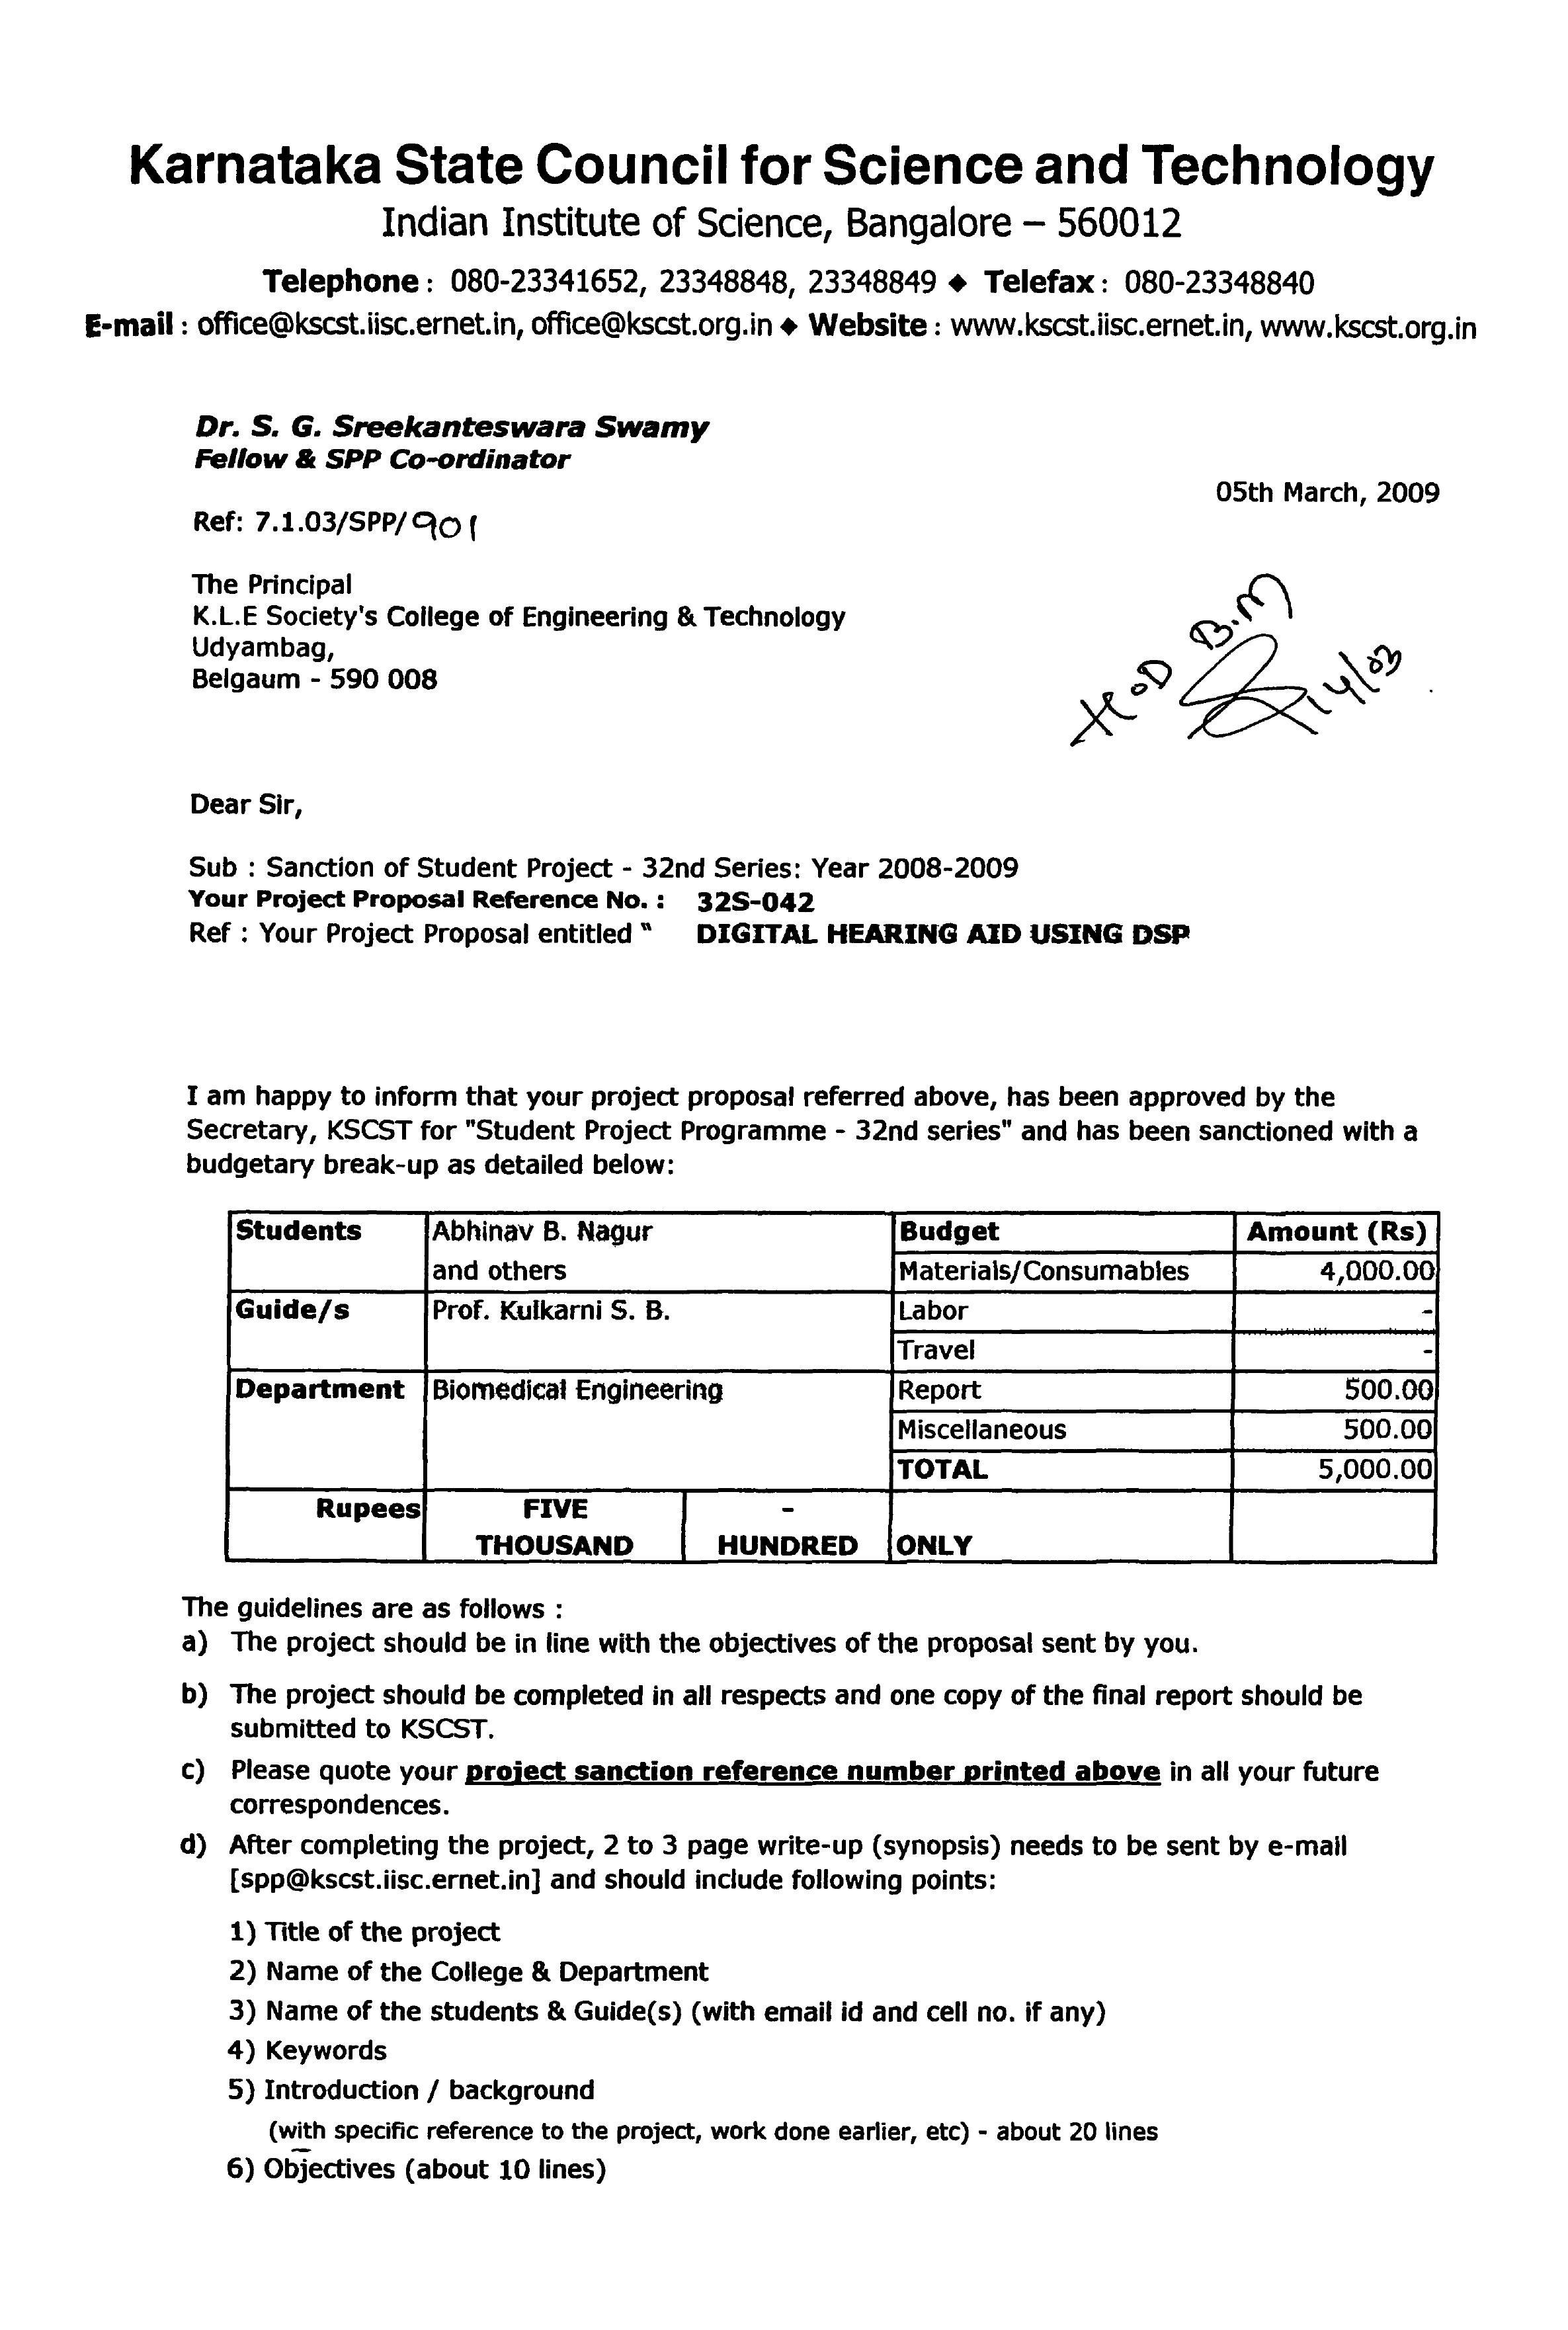 Karnataka State Council for Science and Technology
Indian Institute of Science, Bangalore – 560012
Telephone : 080-23341652, 23348848, 23348849 ◆ Telefax : 080-23348840
E-mail : office@kscst.iisc.ernet.in, office@kscst.org.in ◆ Website : www.kscst.iisc.ernet.in, www.kscst.org.in
Dr. S. G. Sreekanteswara Swamy
Fellow & SPP Co-ordinator
05th March, 2009
Ref: 7.1.03/SPP/901
The Principal
K.L.E Society's College of Engineering & Technology
Udyambag,
Belgaum - 590 008
HOD B.M
14/03
Dear Sir,
Sub : Sanction of Student Project - 32nd Series: Year 2008-2009
Your Project Proposal Reference No. : 32S-042
Ref : Your Project Proposal entitled " DIGITAL HEARING AID USING DSP
I am happy to inform that your project proposal referred above, has been approved by the
Secretary, KSCST for "Student Project Programme - 32nd series" and has been sanctioned with a
budgetary break-up as detailed below:
Students Abhinav B. Nagur Budget Amount (Rs)
and others Materials/Consumables 4,000.00
Guide/s Prof. Kulkarni S. B. Labor -
Travel -
Department Biomedical Engineering Report 500.00
Miscellaneous 500.00
TOTAL 5,000.00
Rupees FIVE -
THOUSAND HUNDRED ONLY
The guidelines are as follows :
a) The project should be in line with the objectives of the proposal sent by you.
b) The project should be completed in all respects and one copy of the final report should be
submitted to KSCST.
c) Please quote your project sanction reference number printed above in all your future
correspondences.
d) After completing the project, 2 to 3 page write-up (synopsis) needs to be sent by e-mail
[spp@kscst.iisc.ernet.in] and should include following points:
1) Title of the project
2) Name of the College & Department
3) Name of the students & Guide(s) (with email id and cell no. if any)
4) Keywords
5) Introduction / background
(with specific reference to the project, work done earlier, etc) - about 20 lines
6) Objectives (about 10 lines)